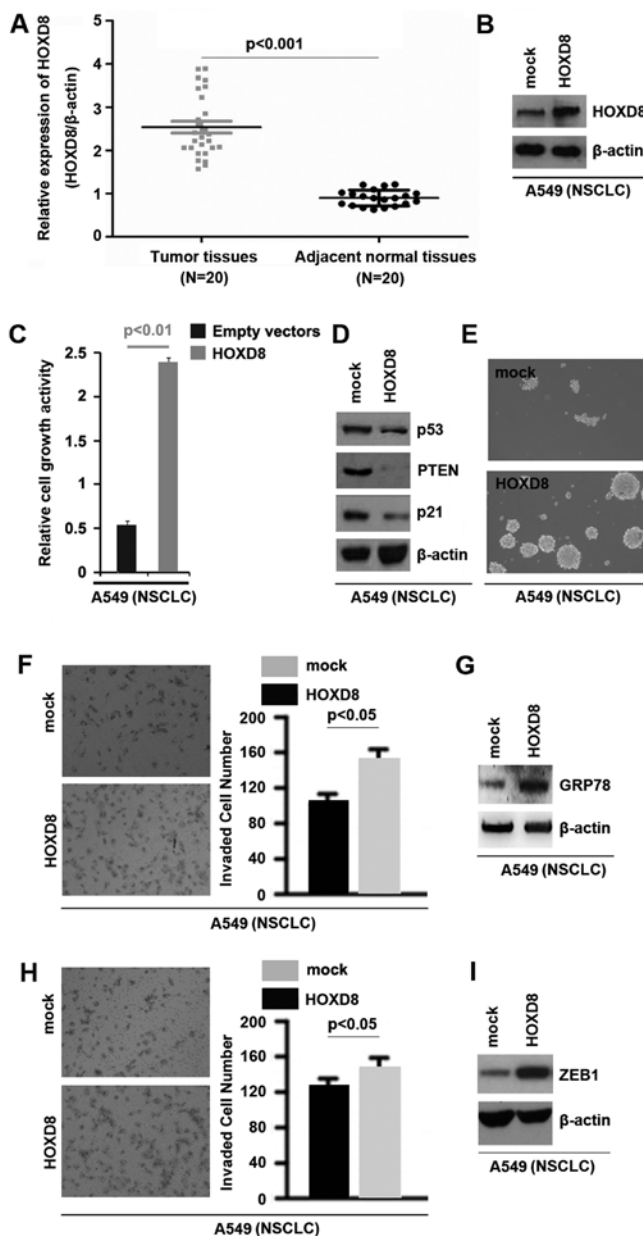 A
Relative expression of HOXD8
(HOXD8/β-actin)
5
4
3
2
1
0
p<0.001
Tumor tissues
(N=20)
Adjacent normal tissues
(N=20)
B
mock
HOXD8
HOXD8
β-actin
A549 (NSCLC)
C
p<0.01
Empty vectors
HOXD8
Relative cell growth activity
2.5
2
1.5
1
0.5
0
A549 (NSCLC)
D
mock
HOXD8
p53
PTEN
p21
β-actin
A549 (NSCLC)
E
mock
HOXD8
A549 (NSCLC)
F
mock
HOXD8
mock
HOXD8
Invaded Cell Number
200
160
120
80
40
0
p<0.05
A549 (NSCLC)
G
mock
HOXD8
GRP78
β-actin
A549 (NSCLC)
H
mock
HOXD8
mock
HOXD8
Invaded Cell Number
200
160
120
80
40
0
p<0.05
A549 (NSCLC)
I
mock
HOXD8
ZEB1
β-actin
A549 (NSCLC)